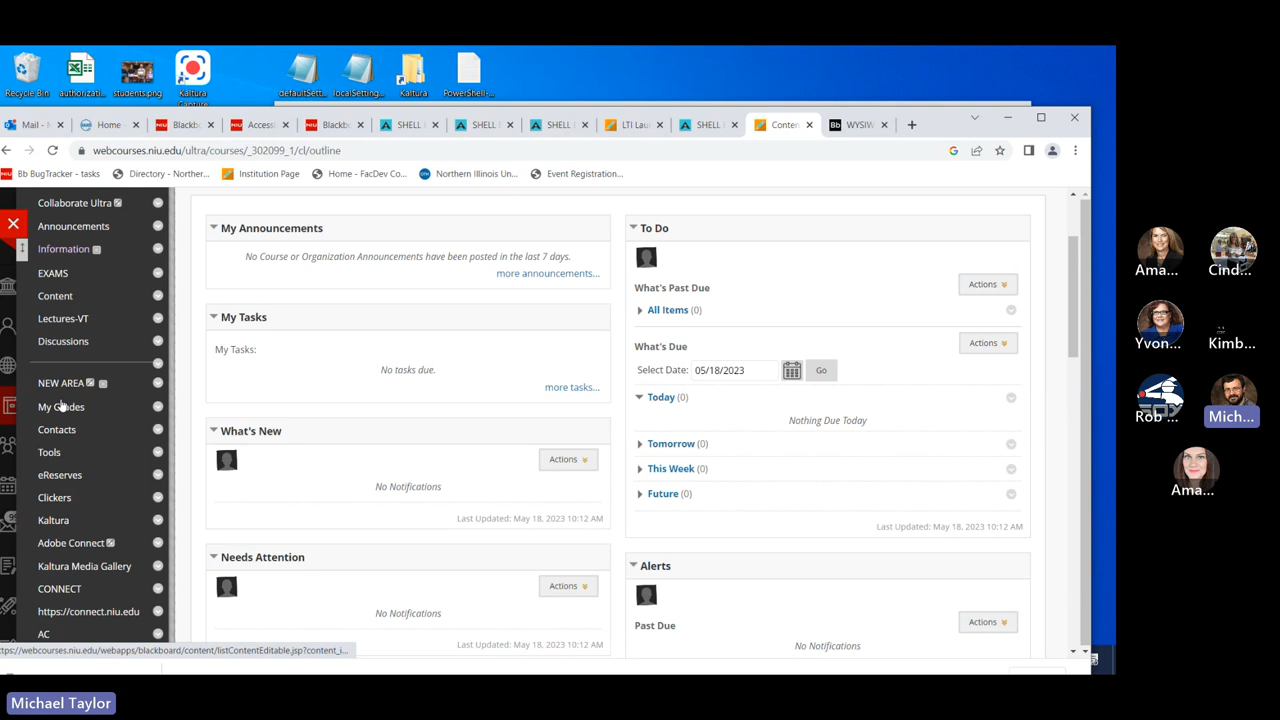 Recycle Bin
authorizati...
students.png
Kaltura
Capture
defaultSett...
localSetting...
Kaltura
PowerShell-...
Mail - 
Home 
NIU Blackb
NIU Accessi
NIU Blackb
SHELL
SHELL
SHELL
LTI Lau
SHELL
Conten
Bb WYSIW
webcourses.niu.edu/ultra/courses/_302099_1/cl/outline
NIU Bb BugTracker - tasks
Directory - Norther...
Institution Page
Home - FacDev Co...
Northern Illinois Un...
Event Registration...
Collaborate Ultra
Announcements
Information
EXAMS
Content
Lectures-VT
Discussions
NEW AREA
My Grades
Contacts
Tools
eReserves
Clickers
Kaltura
Adobe Connect
Kaltura Media Gallery
CONNECT
https://connect.niu.edu
AC
ttps://webcourses.niu.edu/webapps/blackboard/content/listContentEditable.jsp?content_i...
My Announcements
No Course or Organization Announcements have been posted in the last 7 days.
more announcements...
My Tasks
My Tasks:
No tasks due.
more tasks...
What's New
Actions
No Notifications
Last Updated: May 18, 2023 10:12 AM
Needs Attention
Actions
No Notifications
Last Updated: May 18, 2023 10:12 AM
To Do
Actions
What's Past Due
All Items (0)
Actions
What's Due
Select Date: 05/18/2023 Go
Today (0)
Nothing Due Today
Tomorrow (0)
This Week (0)
Future (0)
Last Updated: May 18, 2023 10:12 AM
Alerts
Actions
Past Due
No Notifications
Ama...
Cind...
Yvon...
Kimb...
Rob ...
Mich...
Ama...
Michael Taylor